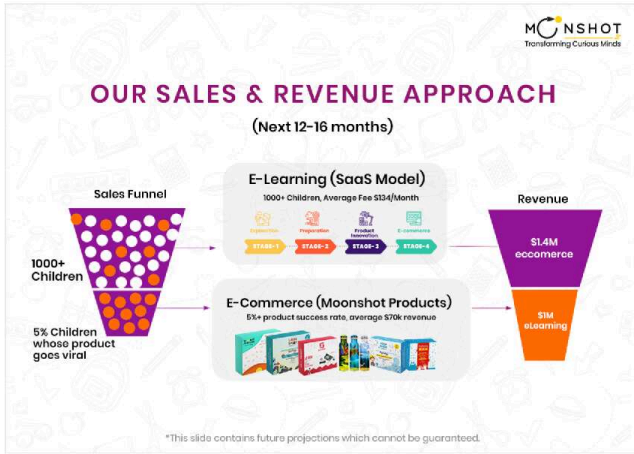 MOONSHOT
Transforming Curious Minds
OUR SALES & REVENUE APPROACH
(Next 12-16 months)
Sales Funnel
1000+
Children
5% Children
whose product
goes viral
E-Learning (SaaS Model)
1000+ Children, Average Fee $134/Month
Exploration
Preparation
Product
Innovation
E-commerce
STAGE-1
STAGE-2
STAGE-3
STAGE-4
E-Commerce (Moonshot Products)
5%+ product success rate, average $70k revenue
Revenue
$1.4M
eccomerce
$1M
eLearning
*This slide contains future projections which cannot be guaranteed.